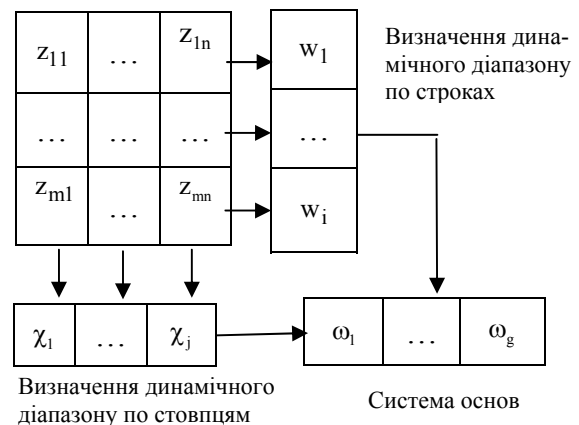 z11 … z1n w1
Визначення дина-
мічного діапазону
по строках
… … … …
zm1 … zmn wi
χ1 … χj ω1 … ωg
Визначення динамічного
діапазону по стовпцям
Система основ